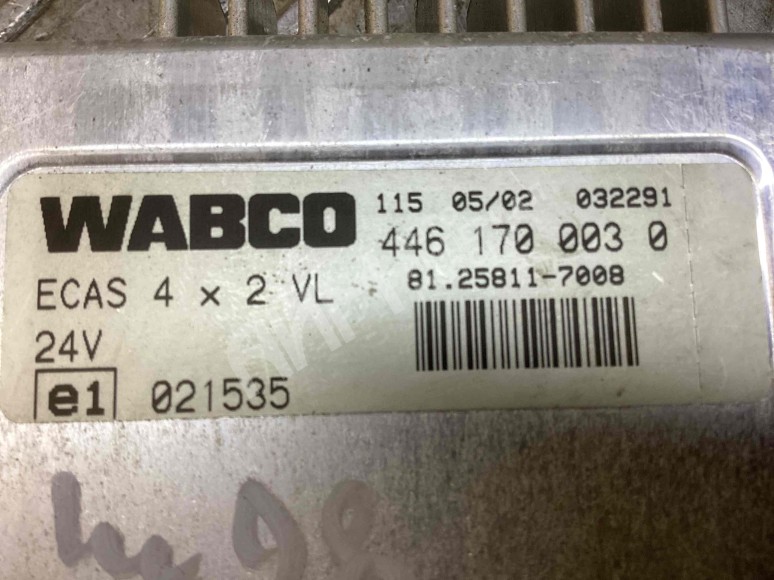 WABCO
115 05/02 032291
446 170 003 0
ECAS 4 × 2 VL
81.25811-7008
24V
e1 021535